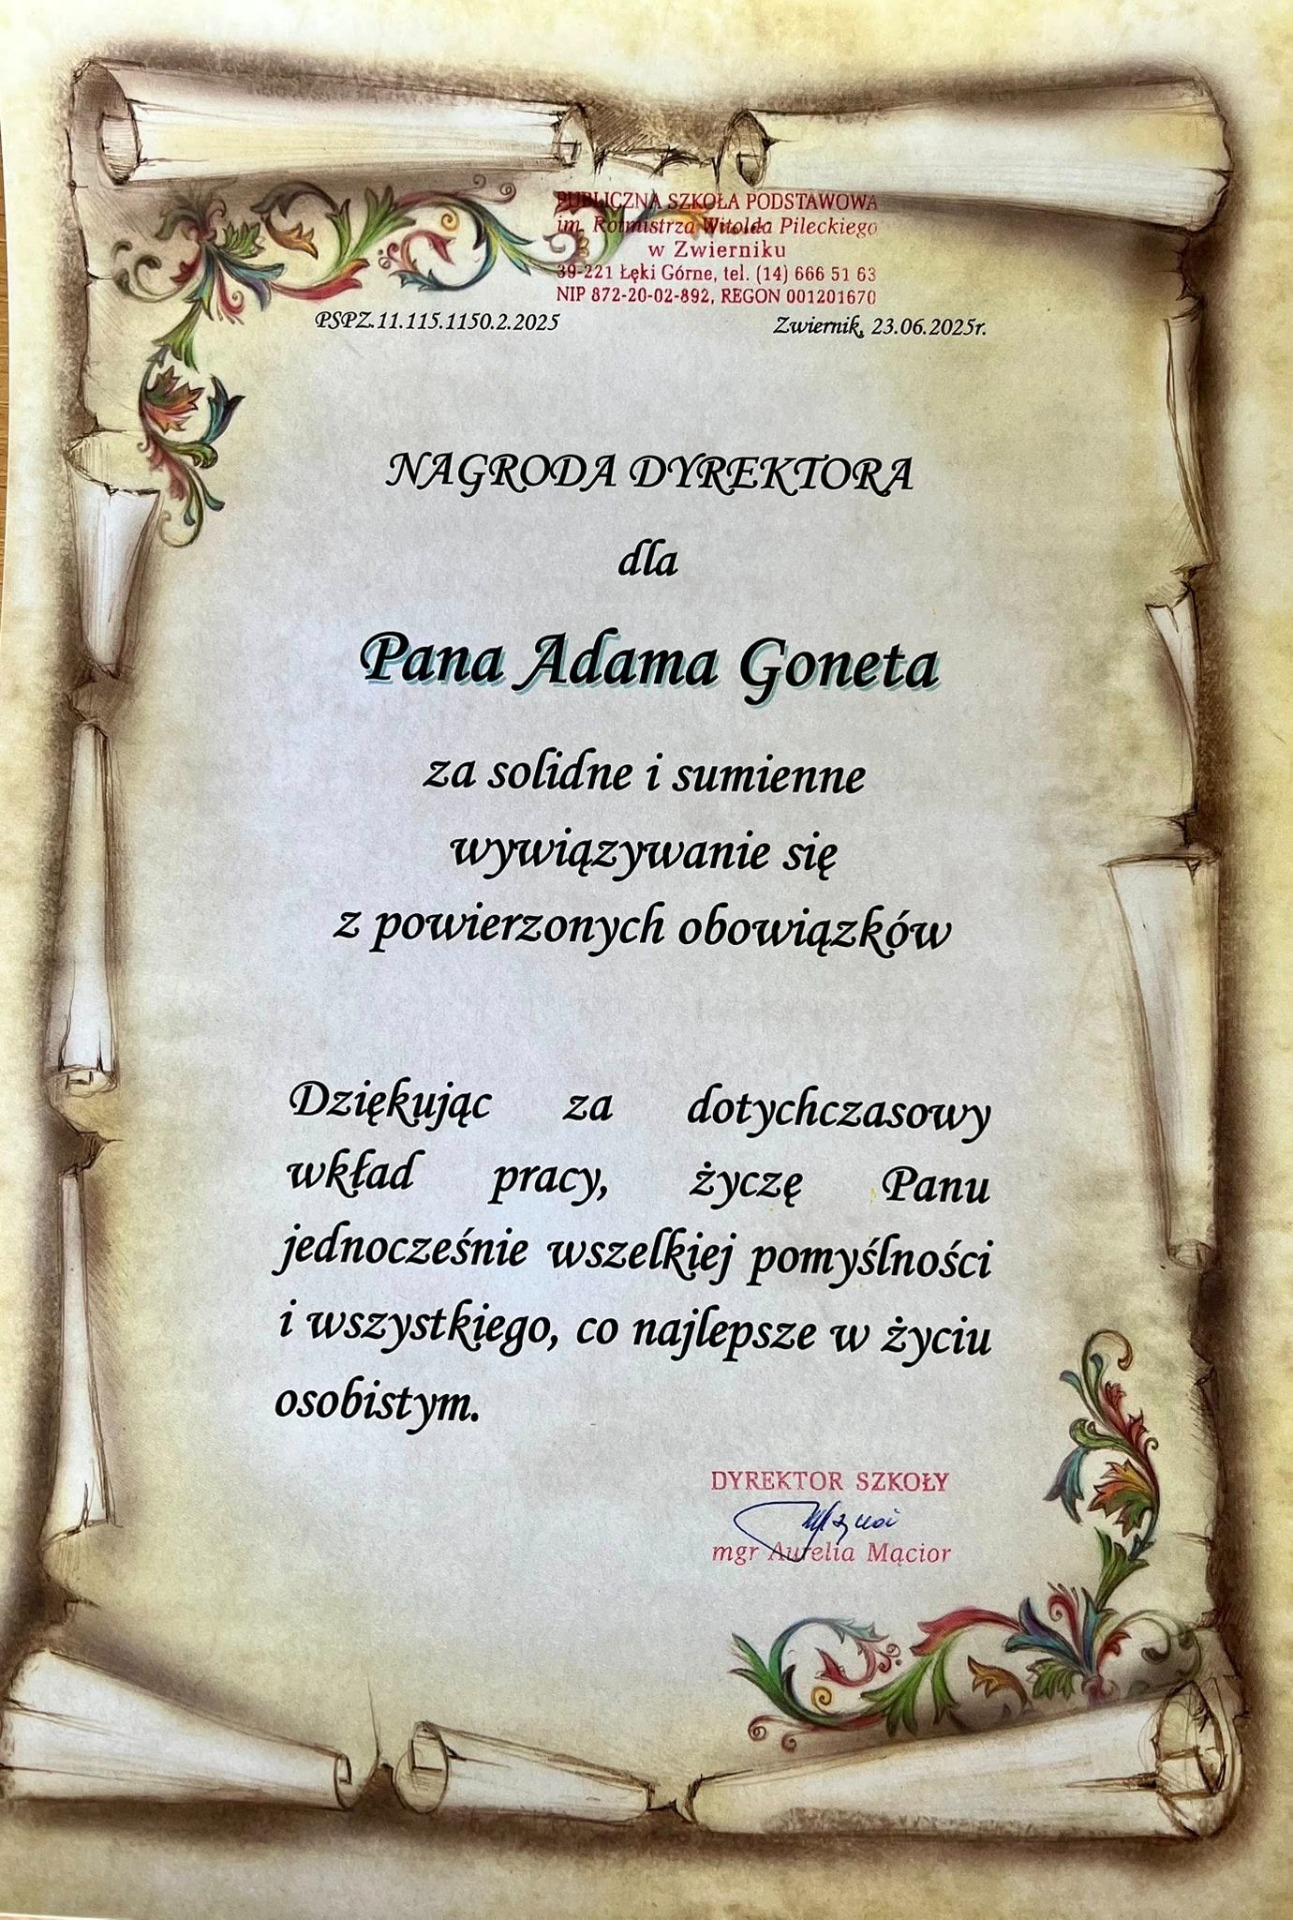 PUBLICZNA SZKOŁA PODSTAWOWA
im. Rotmistrza Witolda Pileckiego
w Zwierniku
39-221 Łęki Górne, tel. (14) 666 51 63
NIP 872-20-02-892, REGON 001201670
PSPZ.11.115.1150.2.2025 Zwiernik, 23.06.2025r.
NAGRODA DYREKTORA
dla
Pana Adama Goneta
za solidne i sumienne
wywiązywanie się
z powierzonych obowiązków
Dziękując za dotychczasowy
wkład pracy, życzę Panu
jednocześnie wszelkiej pomyślności
i wszystkiego, co najlepsze w życiu
osobistym.
DYREKTOR SZKOŁY
mgr Aurelia Mącior